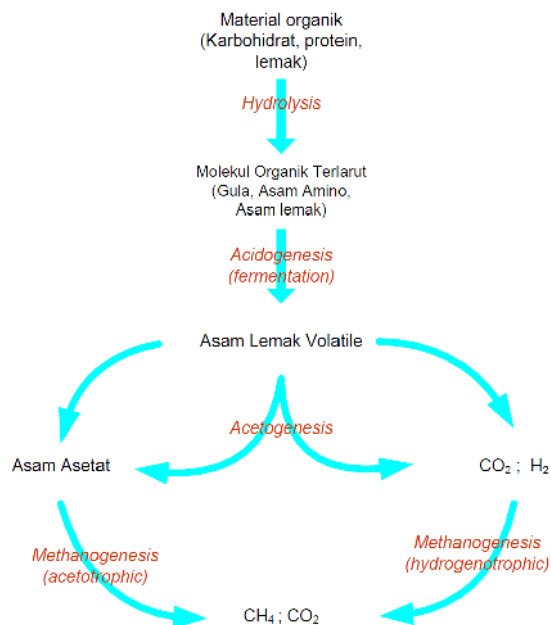 Material organik
(Karbohidrat, protein,
lemak)
Hydrolysis
Molekul Organik Terlarut
(Gula, Asam Amino,
Asam lemak)
Acidogenesis
(fermentation)
Asam Lemak Volatile
Acetogenesis
Asam Asetat
CO₂ ; H₂
Methanogenesis
(acetotrophic)
Methanogenesis
(hydrogenotrophic)
CH₄ ; CO₂